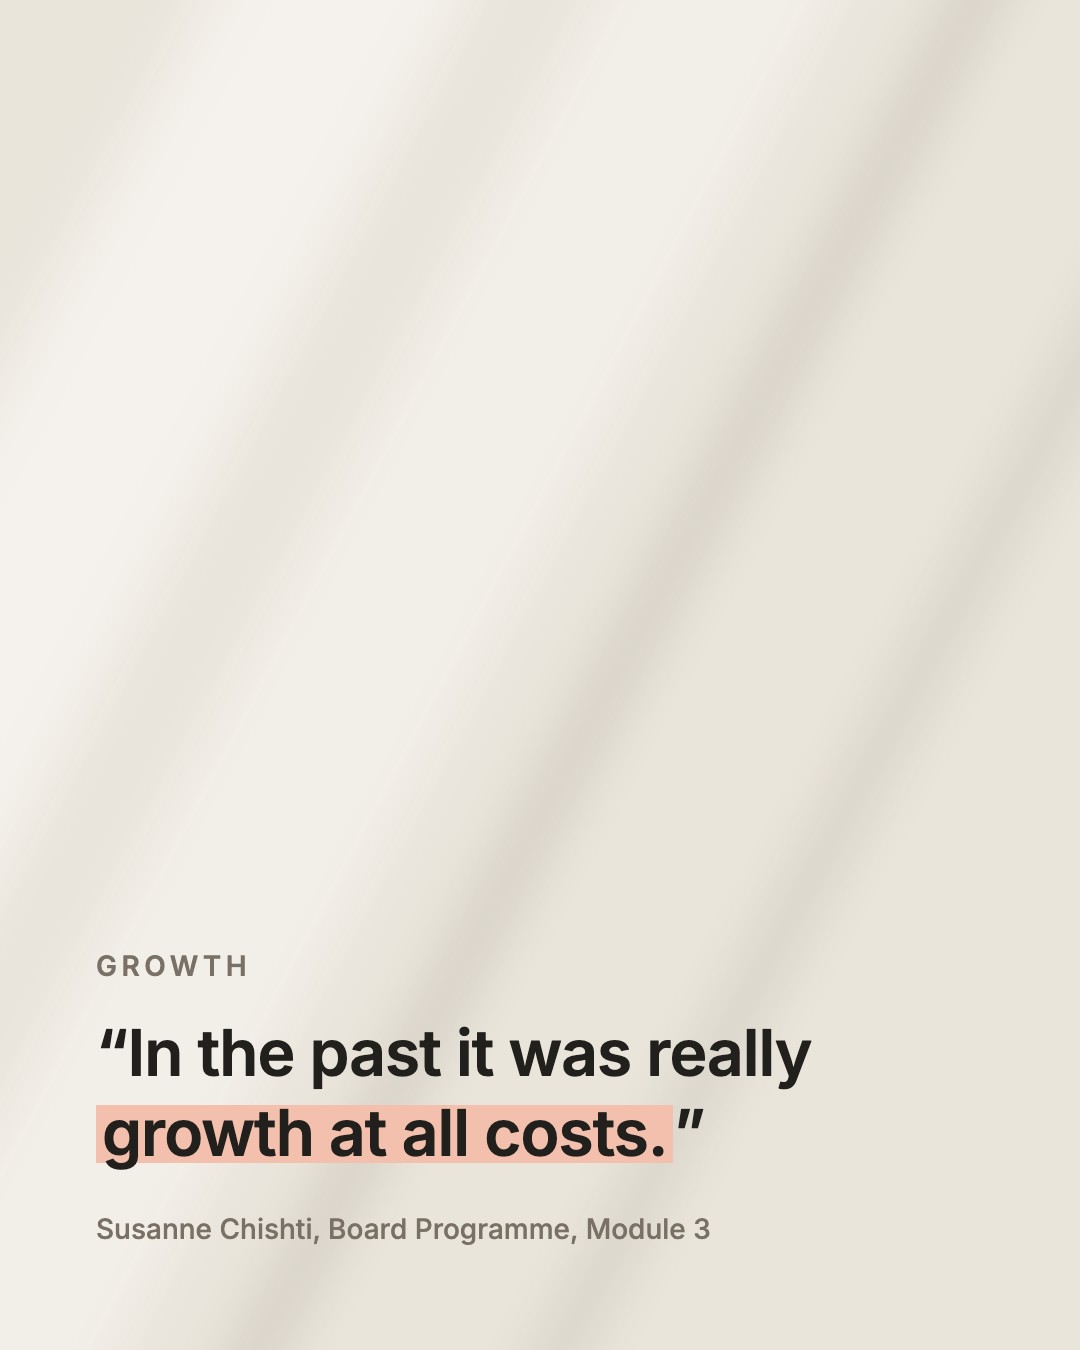 GROWTH
“In the past it was really
growth at all costs.”
Susanne Chishti, Board Programme, Module 3